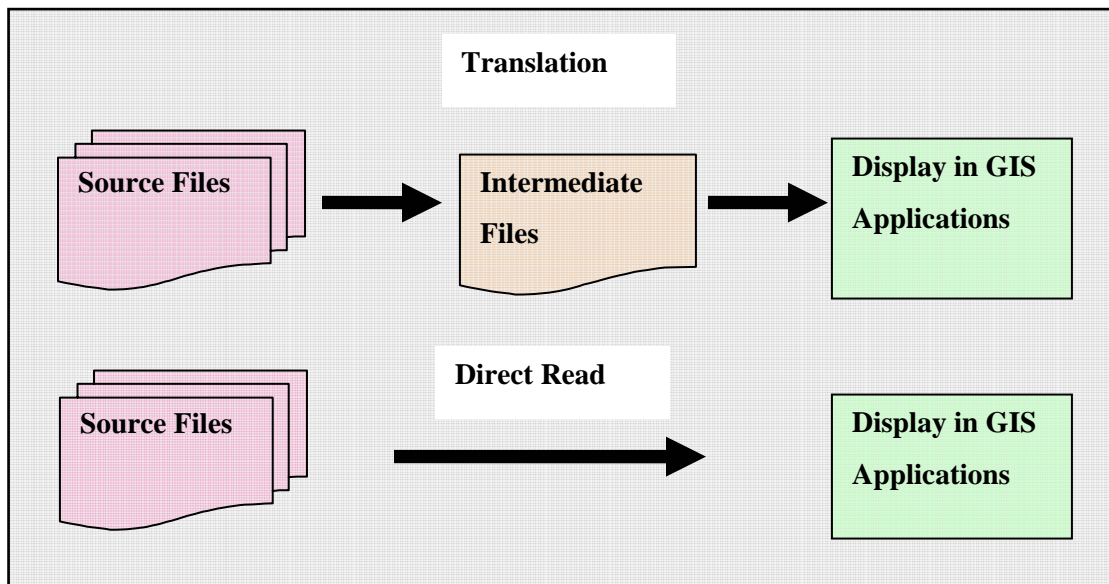 Translation
Source Files
Intermediate
Files
Display in GIS
Applications
Direct Read
Source Files
Display in GIS
Applications